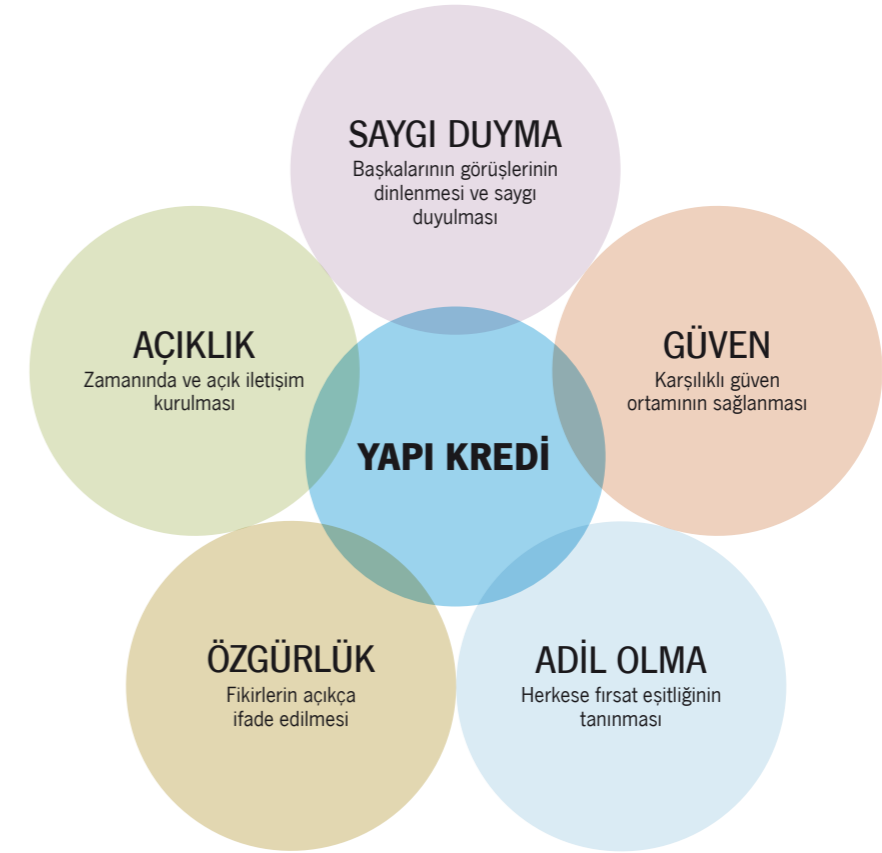 SAYGI DUYMA
Başkalarının görüşlerinin
dinlenmesi ve saygı
duyulması
AÇIKLIK
Zamanında ve açık iletişim
kurulması
GÜVEN
Karşılıklı güven
ortamının sağlanması
YAPI KREDİ
ÖZGÜRLÜK
Fikirlerin açıkça
ifade edilmesi
ADİL OLMA
Herkese fırsat eşitliğinin
tanınması